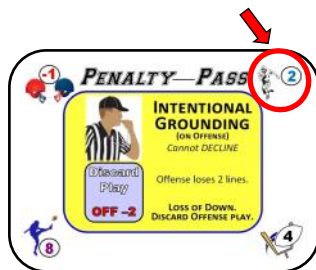 -1 PENALTY—PASS 2
INTENTIONAL
GROUNDING
(ON OFFENSE)
Cannot DECLINE
Discard
Play
OFF –2
Offense loses 2 lines.
LOSS OF DOWN.
DISCARD OFFENSE PLAY.
8 4